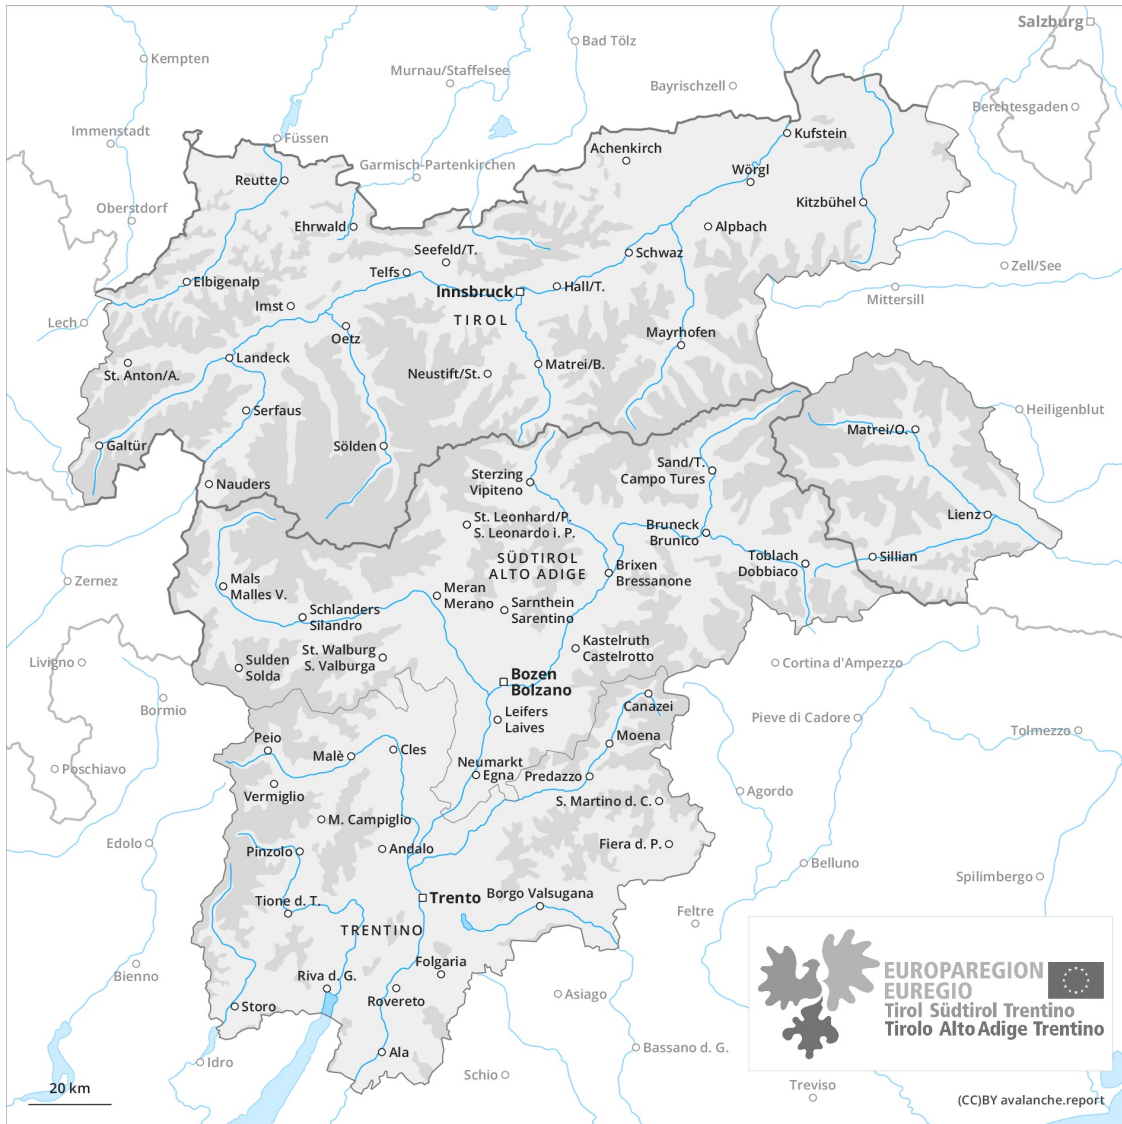 Salzburg
Bad Tölz
Kempten
Murnau/Staffelsee
Bayrischzell
Berchtesgaden
Immenstadt
Füssen
Kufstein
Achenkirch
Garmisch-Partenkirchen
Wörgl
Reutte
Kitzbühel
Oberstdorf
Ehrwald
Alpbach
Seefeld/T.
Schwaz
Zell/See
Telfs
Elbigenalp
Hall/T.
Innsbruck
Mittersill
Imst
TIROL
Lech
Oetz
Mayrhofen
Landeck
Matrei/B.
St. Anton/A.
Neustift/St.
Serfaus
Heiligenblut
Matrei/O.
Galtür
Sölden
Sand/T.
Campo Tures
Sterzing
Vipiteno
Nauders
St. Leonhard/P.
S. Leonardo i. P.
Lienz
Bruneck
Brunico
SÜDTIROL
ALTO ADIGE
Toblach
Dobbiaco
Sillian
Brixen
Bressanone
Zernez
Mals
Malles V.
Meran
Merano
Sarnthein
Sarentino
Schlanders
Silandro
Kastelruth
Castelrotto
St. Walburg
S. Valburga
Livigno
Sulden
Solda
Cortina d'Ampezzo
Bozen
Bolzano
Bormio
Canazei
Leifers
Laives
Pieve di Cadore
Tolmezzo
Peio
Moena
Malè
Cles
Neumarkt
Egna
Predazzo
Poschiavo
Vermiglio
Agordo
S. Martino d. C.
M. Campiglio
Edolo
Pinzolo
Andalo
Fiera d. P.
Belluno
Spilimbergo
Tione d. T.
Trento
Borgo Valsugana
Feltre
TRENTINO
Folgaria
Bienno
Riva d. G.
Rovereto
Asiago
Storo
EUROPAREGION
EUREGIO
Tirol Südtirol Trentino
Tirolo Alto Adige Trentino
Ala
Idro
Schio
Bassano d. G.
Treviso
20 km
(CC)BY avalanche.report